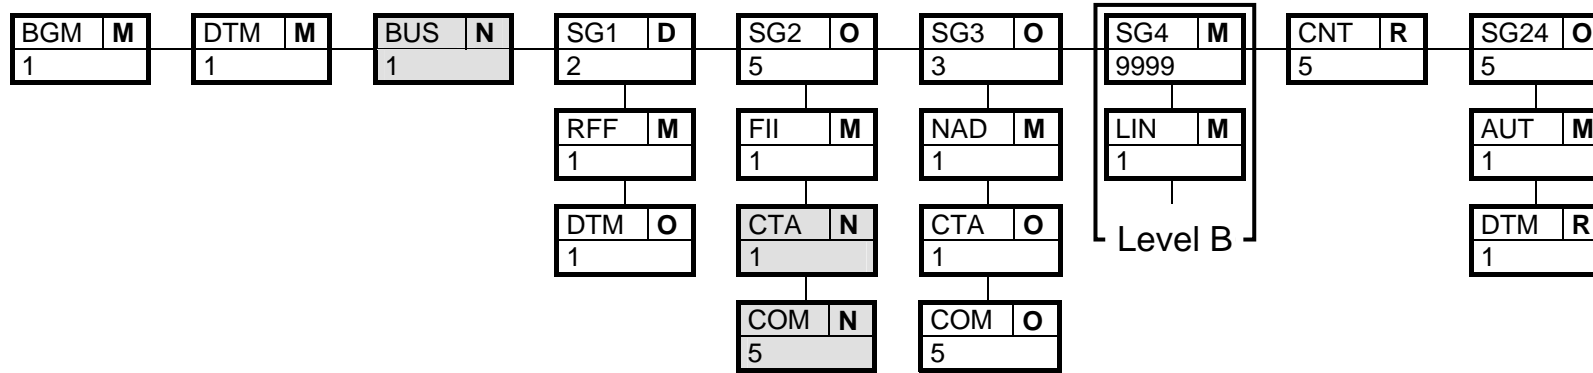 BGM M DTM M BUS N SG1 D SG2 O SG3 O SG4 M CNT R SG24 O
1 1 1 2 5 3 9999 5 5
RFF M FII M NAD M LIN M AUT M
1 1 1 1 1
DTM O CTA N CTA O DTM R
1 1 1 1
Level B
COM N COM O
5 5